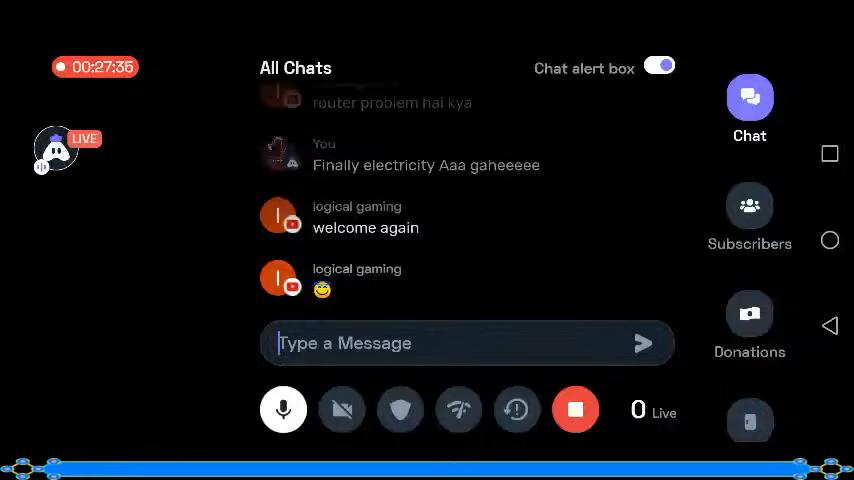 00:27:35
All Chats
Chat alert box
LIVE
router problem hai kya
Chat
You
Finally electricity Aaa gaheeeee
logical gaming
welcome again
Subscribers
logical gaming
😇
Type a Message
Donations
0 Live